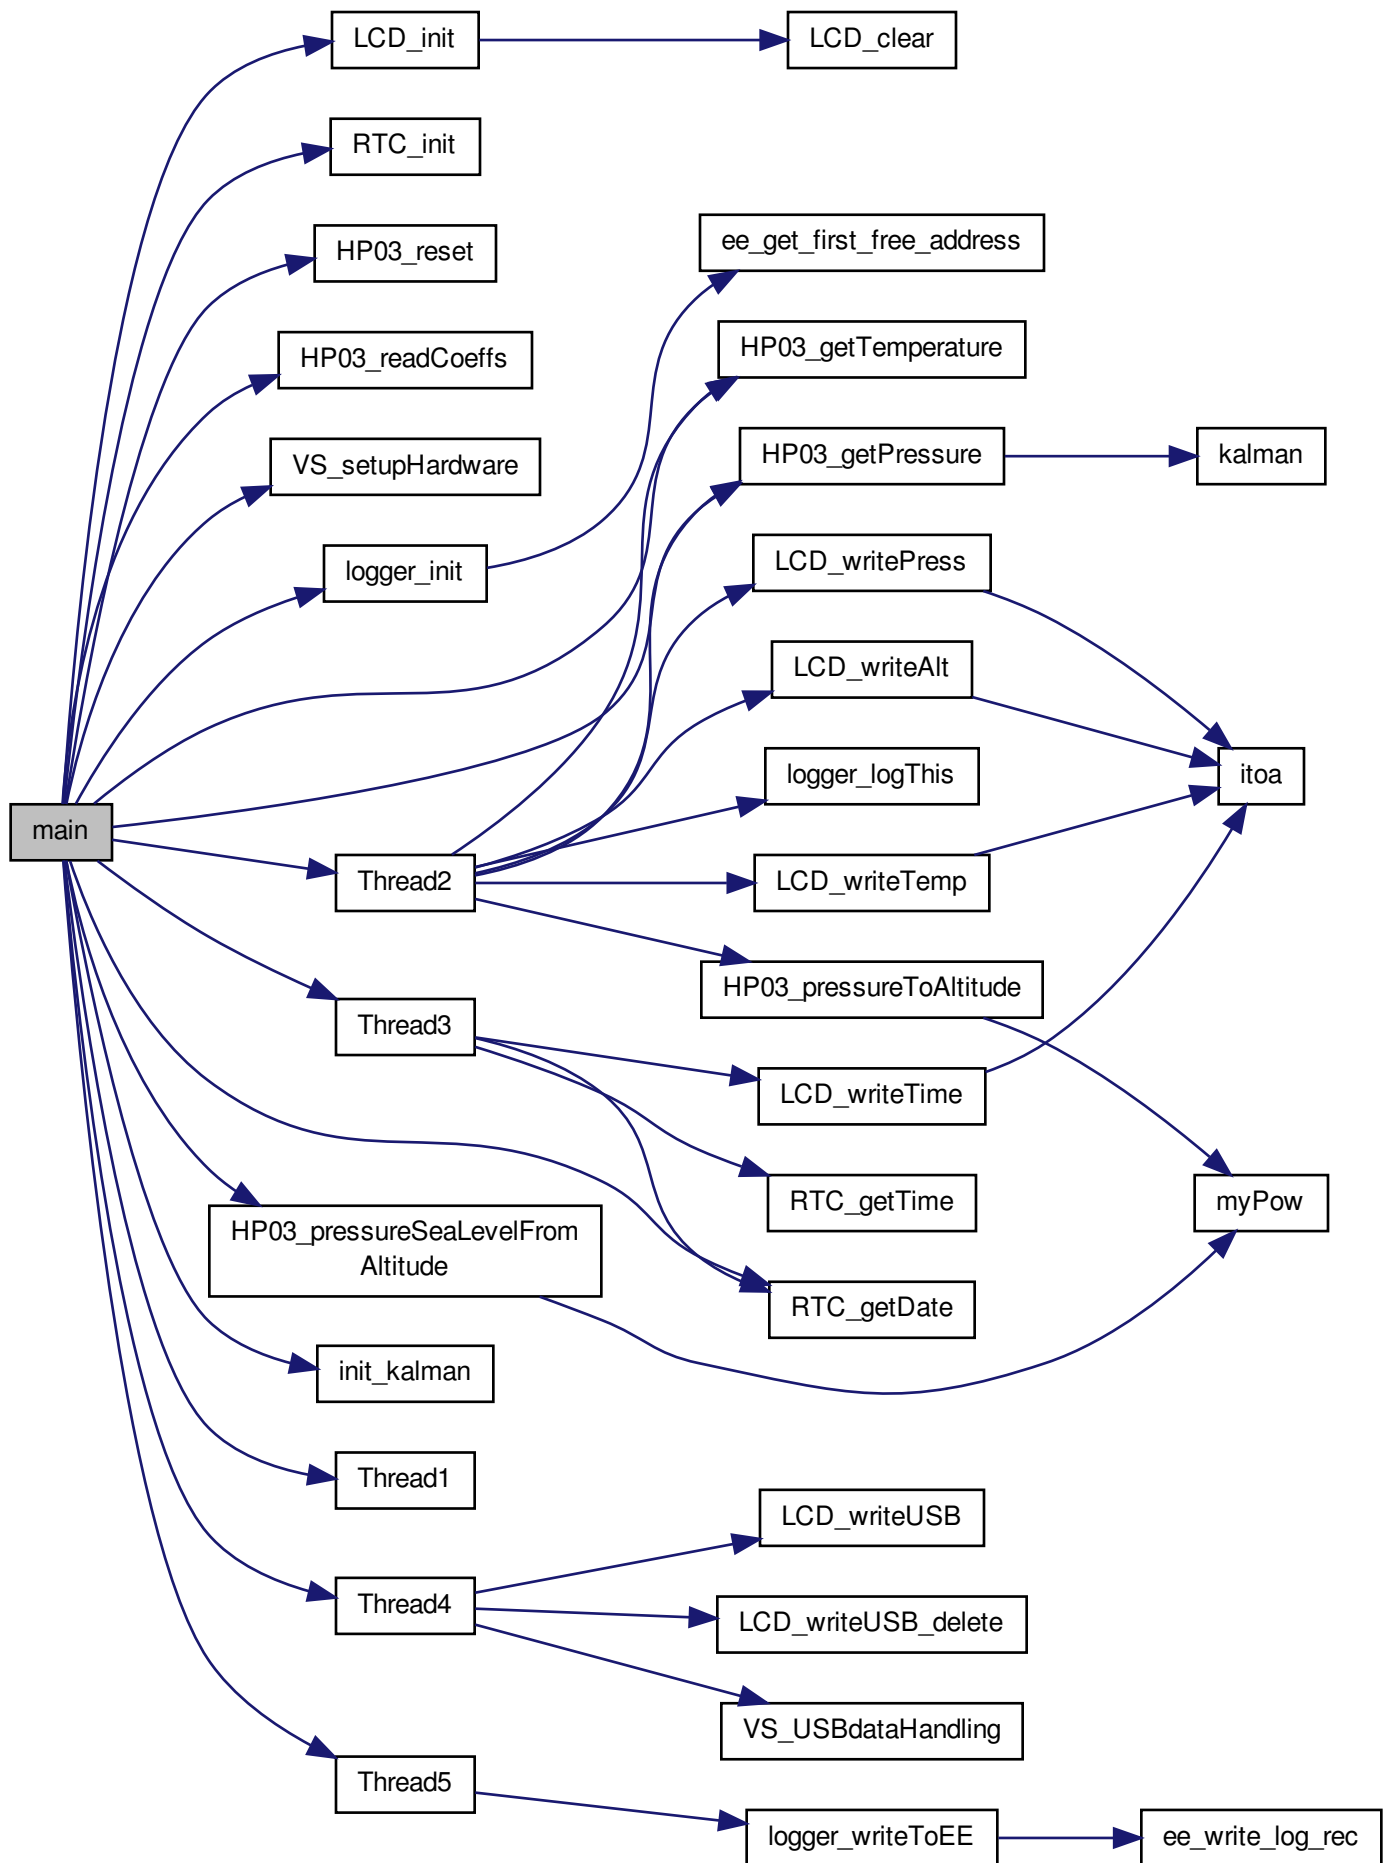 LCD_init
LCD_clear
RTC_init
HP03_reset
ee_get_first_free_address
HP03_readCoeffs
HP03_getTemperature
VS_setupHardware
HP03_getPressure
kalman
logger_init
LCD_writePress
LCD_writeAlt
logger_logThis
itoa
main
Thread2
LCD_writeTemp
HP03_pressureToAltitude
Thread3
LCD_writeTime
RTC_getTime
myPow
HP03_pressureSeaLevelFrom
Altitude
RTC_getDate
init_kalman
Thread1
LCD_writeUSB
Thread4
LCD_writeUSB_delete
VS_USBdataHandling
Thread5
logger_writeToEE
ee_write_log_rec